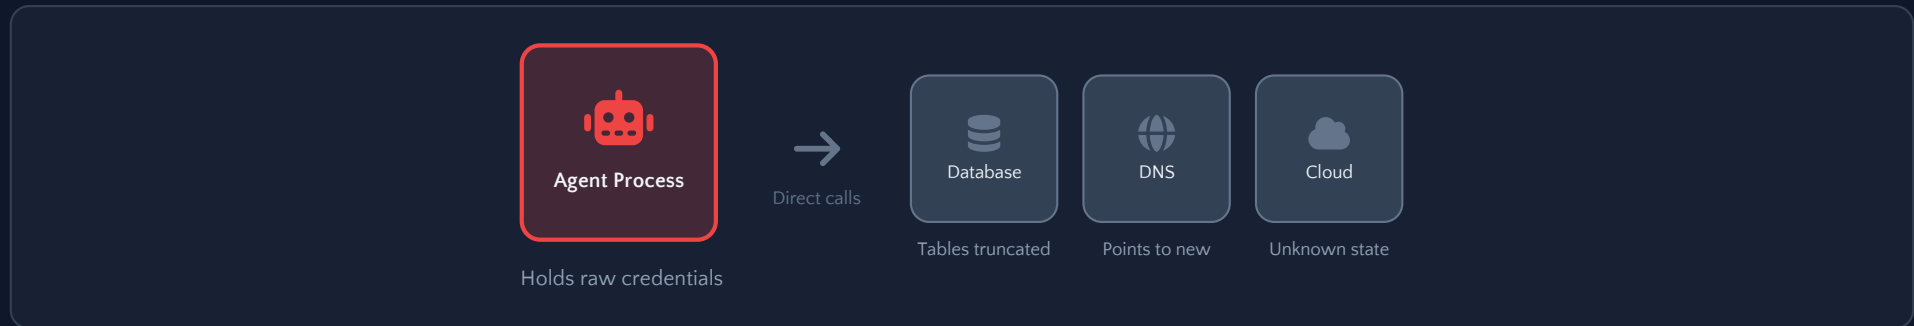 Agent Process
Holds raw credentials
Direct calls
Database
Tables truncated
DNS
Points to new
Cloud
Unknown state